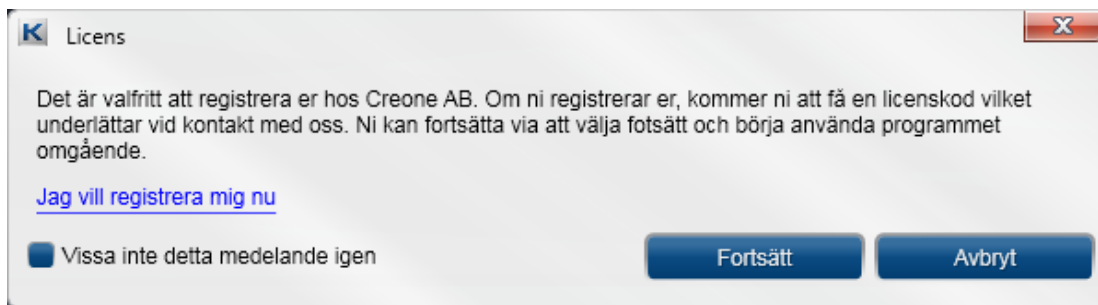 K Licens
X
Det är valfritt att registrera er hos Creone AB. Om ni registrerar er, kommer ni att få en licenskod vilket
underlättar vid kontakt med oss. Ni kan fortsätta via att välja fotsätt och börja använda programmet
omgående.
Jag vill registrera mig nu
Vissa inte detta medelande igen
Fortsätt
Avbryt